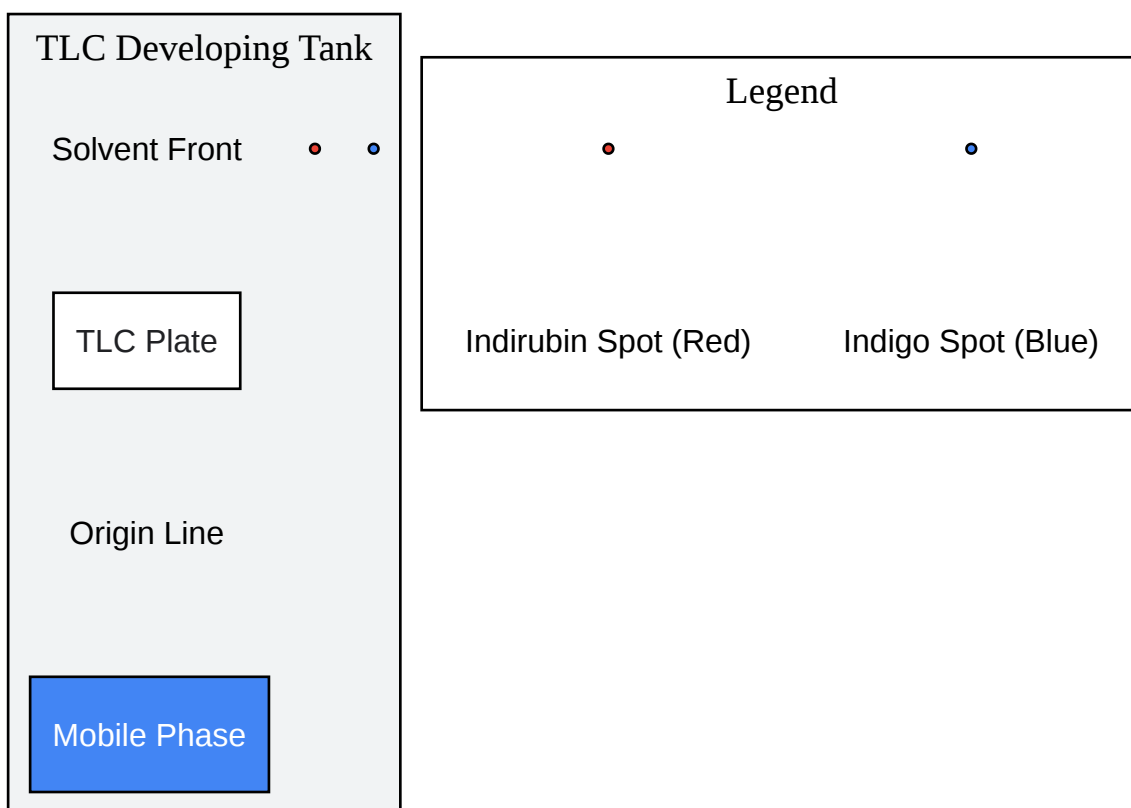 TLC Developing Tank
Solvent Front
TLC Plate
Origin Line
Mobile Phase
Legend
Indirubin Spot (Red)
Indigo Spot (Blue)